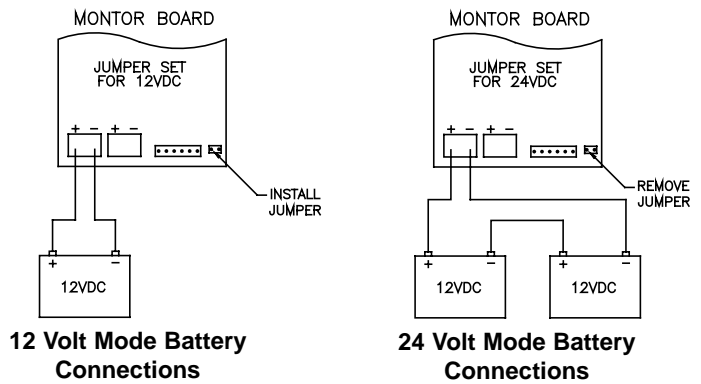 MONTOR BOARD
JUMPER SET
FOR 12VDC
+ − + −
INSTALL
JUMPER
+ −
12VDC
12 Volt Mode Battery
Connections
MONTOR BOARD
JUMPER SET
FOR 24VDC
+ − + −
REMOVE
JUMPER
+ − + −
12VDC 12VDC
24 Volt Mode Battery
Connections